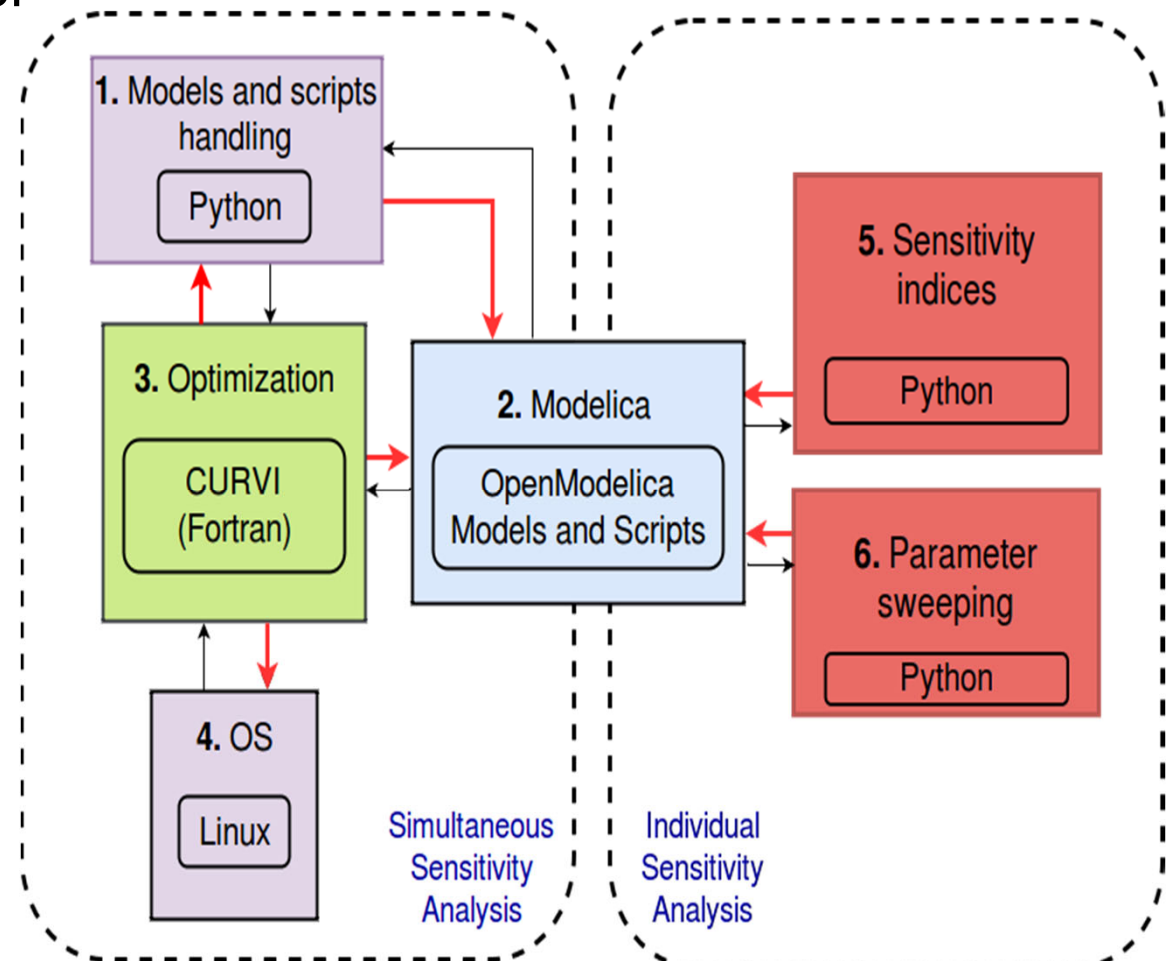 1. Models and scripts
handling
Python
3. Optimization
CURVI
(Fortran)
2. Modelica
OpenModelica
Models and Scripts
4. OS
Linux
5. Sensitivity
indices
Python
6. Parameter
sweeping
Python
Simultaneous
Sensitivity
Analysis
Individual
Sensitivity
Analysis